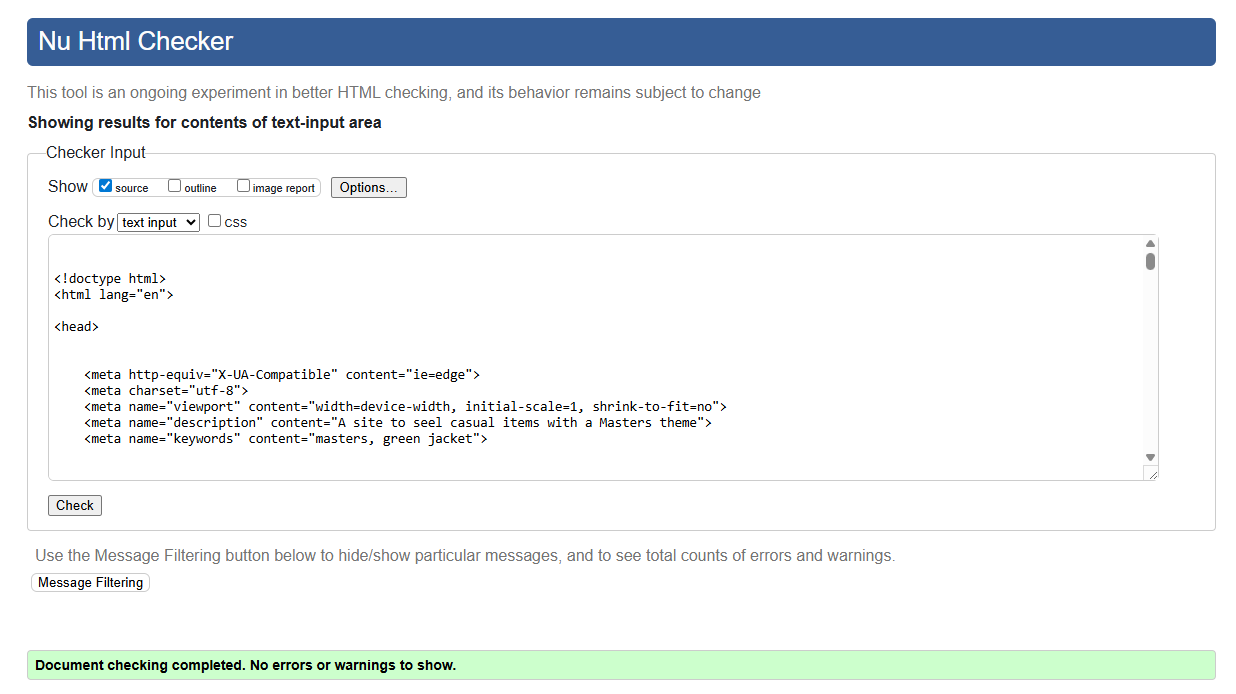 Nu Html Checker
This tool is an ongoing experiment in better HTML checking, and its behavior remains subject to change
Showing results for contents of text-input area
Checker Input
Show source outline image report Options...
Check by text input css
<!doctype html>
<html lang="en">
<head>
<meta http-equiv="X-UA-Compatible" content="ie=edge">
<meta charset="utf-8">
<meta name="viewport" content="width=device-width, initial-scale=1, shrink-to-fit=no">
<meta name="description" content="A site to seel casual items with a Masters theme">
<meta name="keywords" content="masters, green jacket">
Check
Use the Message Filtering button below to hide/show particular messages, and to see total counts of errors and warnings.
Message Filtering
Document checking completed. No errors or warnings to show.